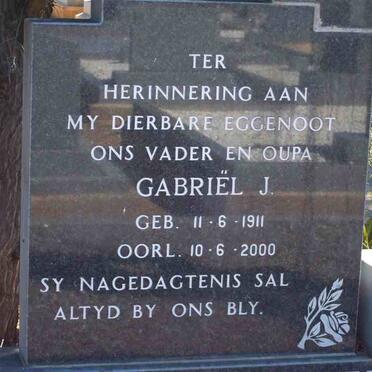 TER
HERINNERING AAN
MY DIERBARE EGGENOOT
ONS VADER EN OUPA
GABRIËL J.
GEB. 11-6-1911
OORL. 10-6-2000
SY NAGEDAGTENIS SAL
ALTYD BY ONS BLY.